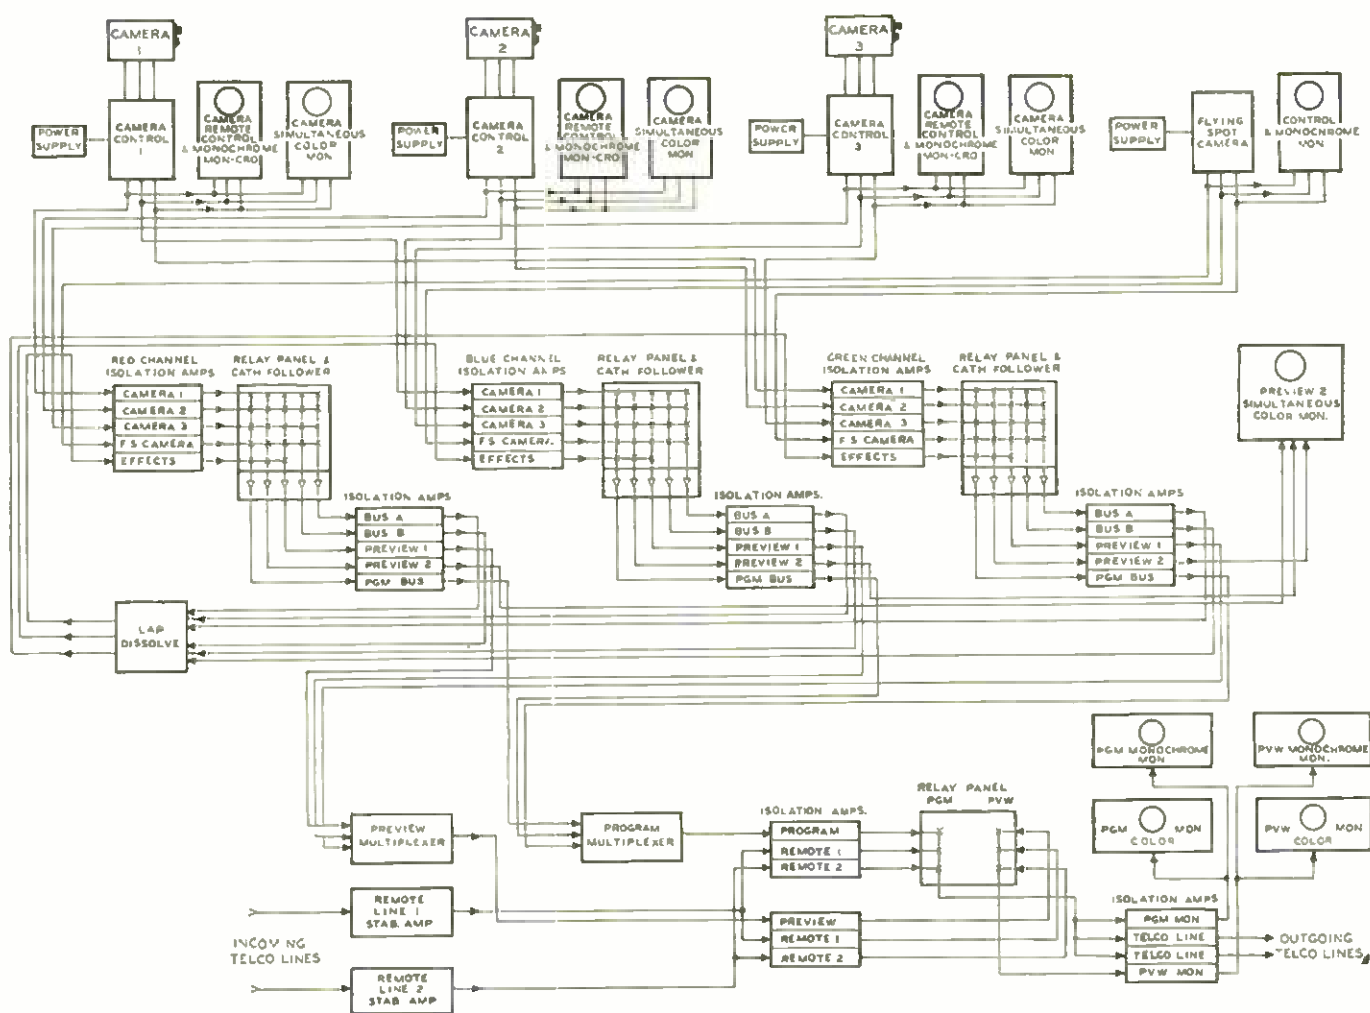 CAMERA
1
CAMERA
2
CAMERA
3
POWER
SUPPLY
CAMERA
CONTROL
1
CAMERA
REMOTE
CONTROL
& MONOCHROME
MON-CRO
CAMERA
SIMULTANEOUS
COLOR
MON
POWER
SUPPLY
CAMERA
CONTROL
2
CAMERA
REMOTE
CONTROL
& MONOCHROME
MON-CRO
CAMERA
SIMULTANEOUS
COLOR
MON
POWER
SUPPLY
CAMERA
CONTROL
3
CAMERA
REMOTE
CONTROL
& MONOCHROME
MON-CRO
CAMERA
SIMULTANEOUS
COLOR
MON
POWER
SUPPLY
FLYING
SPOT
CAMERA
CONTROL
& MONOCHROME
MON.
RED CHANNEL
ISOLATION AMPS
CAMERA 1
CAMERA 2
CAMERA 3
F S CAMERA
EFFECTS
RELAY PANEL &
CATH FOLLOWER
BLUE CHANNEL
ISOLATION AMPS
CAMERA 1
CAMERA 2
CAMERA 3
F S CAMERA
EFFECTS
RELAY PANEL &
CATH FOLLOWER
GREEN CHANNEL
ISOLATION AMPS
CAMERA 1
CAMERA 2
CAMERA 3
F S CAMERA
EFFECTS
RELAY PANEL &
CATH FOLLOWER
PREVIEW 2
SIMULTANEOUS
COLOR MON.
ISOLATION AMPS
BUS A
BUS B
PREVIEW 1
PREVIEW 2
PGM BUS
ISOLATION AMPS.
BUS A
BUS B
PREVIEW 1
PREVIEW 2
PGM BUS
ISOLATION AMPS
BUS A
BUS B
PREVIEW 1
PREVIEW 2
PGM BUS
LAP
DISSOLVE
PGM MONOCHROME
MON
PVW MONOCHROME
MON.
PGM MON
COLOR
PVW MON
COLOR
PREVIEW
MULTIPLEXER
PROGRAM
MULTIPLEXER
ISOLATION AMPS.
PROGRAM
REMOTE 1
REMOTE 2
RELAY PANEL
PGM PVW
REMOTE
LINE 1
STAB. AMP
PREVIEW
REMOTE 1
REMOTE 2
INCOMING
TELCO LINES
REMOTE
LINE 2
STAB AMP
ISOLATION AMPS
PGM MON
TELCO LINE
TELCO LINE
PVW MON
OUTGOING
TELCO LINES